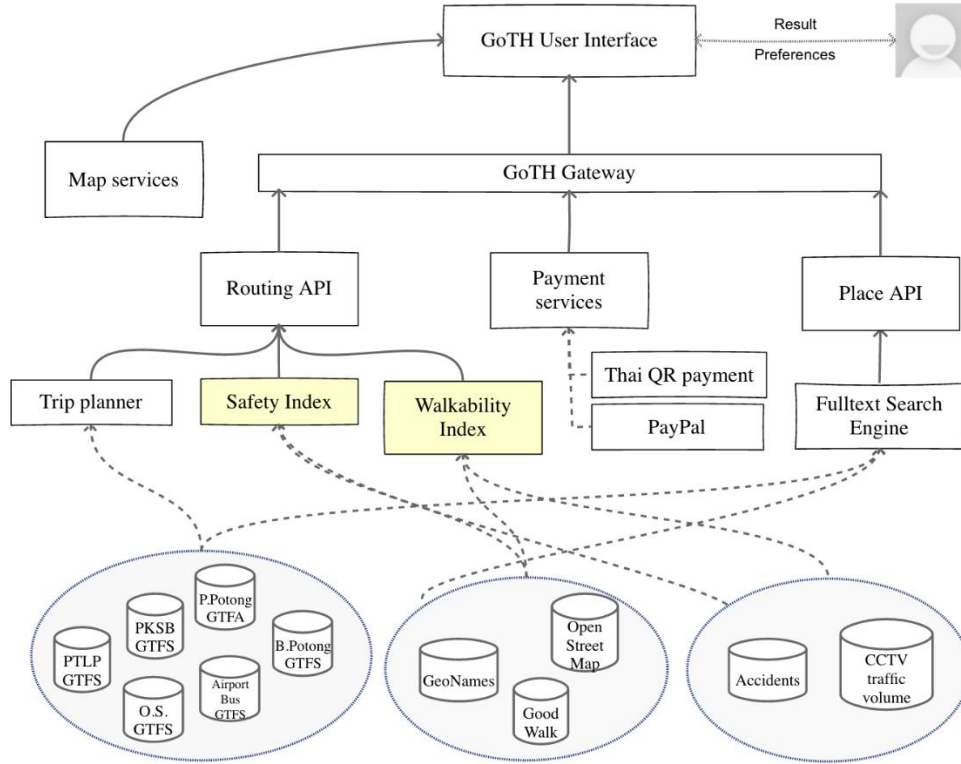 GoTH User Interface
Result
Preferences
Map services
GoTH Gateway
Routing API
Payment
services
Place API
Trip planner
Safety Index
Walkability
Index
Thai QR payment
PayPal
Fulltext Search
Engine
P.Potong
GTFA
PKSB
GTFS
B.Potong
GTFS
PTLP
GTFS
Airport
Bus
GTFS
O.S.
GTFS
Open
Street
Map
GeoNames
Good
Walk
Accidents
CCTV
traffic
volume